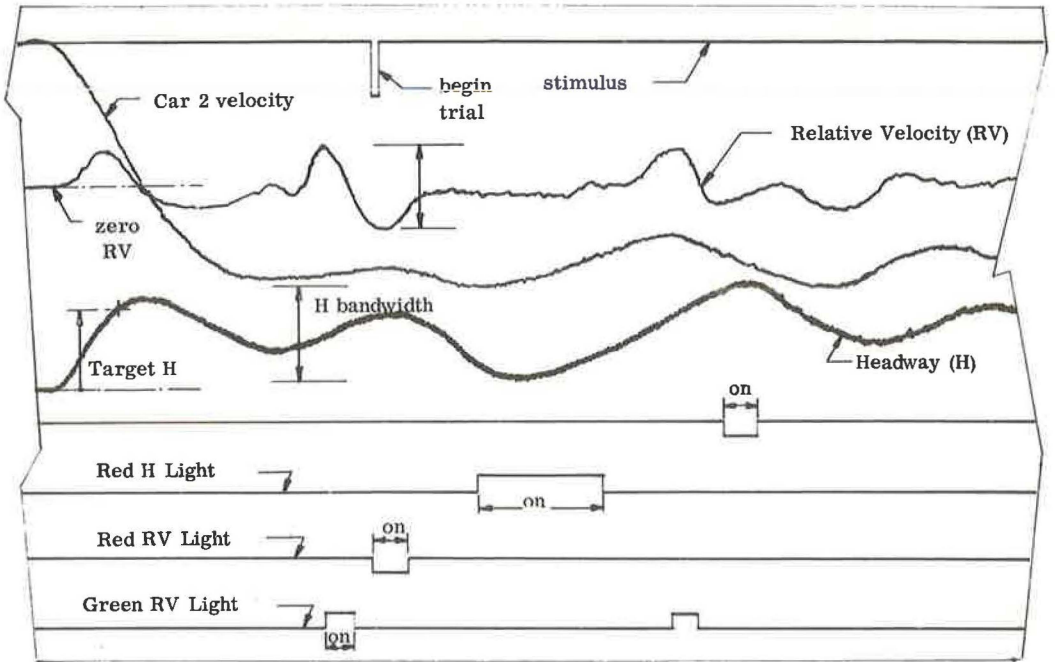 begin
trial
stimulus
Car 2 velocity
Relative Velocity (RV)
zero
RV
H bandwidth
Target H
Headway (H)
on
Red H Light
on
Red RV Light
on
Green RV Light
on